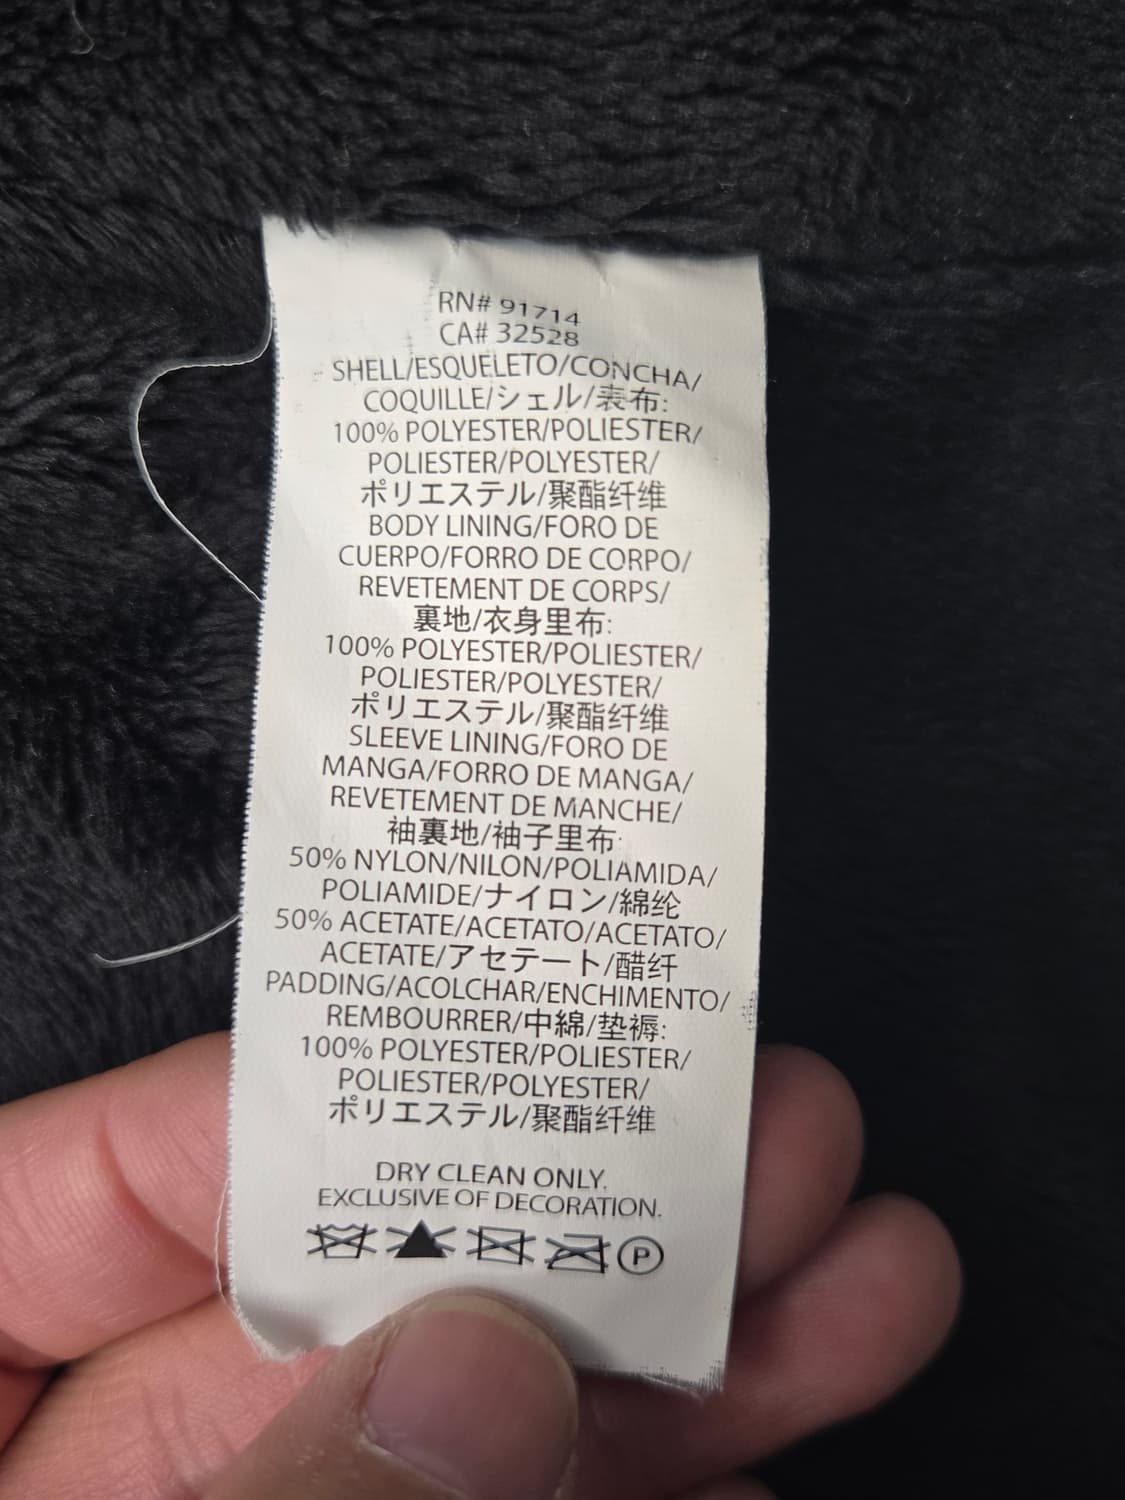 RN# 91714
CA# 32528
SHELL/ESQUELETO/CONCHA/
COQUILLE/シェル/表布:
100% POLYESTER/POLIESTER/
POLIESTER/POLYESTER/
ポリエステル/聚酯纤维
BODY LINING/FORO DE
CUERPO/FORRO DE CORPO/
REVETEMENT DE CORPS/
裏地/衣身里布:
100% POLYESTER/POLIESTER/
POLIESTER/POLYESTER/
ポリエステル/聚酯纤维
SLEEVE LINING/FORO DE
MANGA/FORRO DE MANGA/
REVETEMENT DE MANCHE/
袖裏地/袖子里布:
50% NYLON/NILON/POLIAMIDA/
POLIAMIDE/ナイロン/綿纶
50% ACETATE/ACETATO/ACETATO/
ACETATE/アセテート/醋纤
PADDING/ACOLCHAR/ENCHIMENTO/
REMBOURRER/中綿/垫褥:
100% POLYESTER/POLIESTER/
POLIESTER/POLYESTER/
ポリエステル/聚酯纤维
DRY CLEAN ONLY.
EXCLUSIVE OF DECORATION.
P